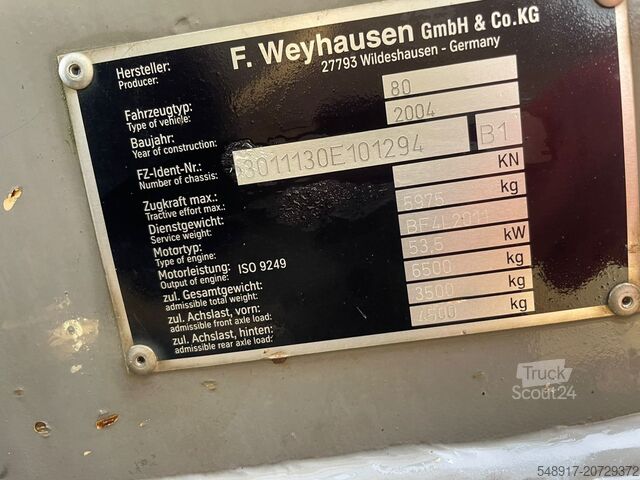 F. Weyhausen GmbH & Co.KG
27793 Wildeshausen - Germany
Hersteller:
Producer:
Fahrzeugtyp:
Type of vehicle:
80
Baujahr:
Year of construction:
2004
FZ-Ident-Nr.:
Number of chassis:
3011130E101294 B1
Zugkraft max.:
Tractive effort max.:
KN
Dienstgewicht:
Service weight:
5975 kg
Motortyp:
Type of engine:
BF4L2011
Motorleistung: ISO 9249
Output of engine:
53,5 kW
zul. Gesamtgewicht:
admissible total weight:
6500 kg
zul. Achslast, vorn:
admissible front axle load:
3500 kg
zul. Achslast, hinten:
admissible rear axle load:
4500 kg
Truck
Scout24
548917-20729372